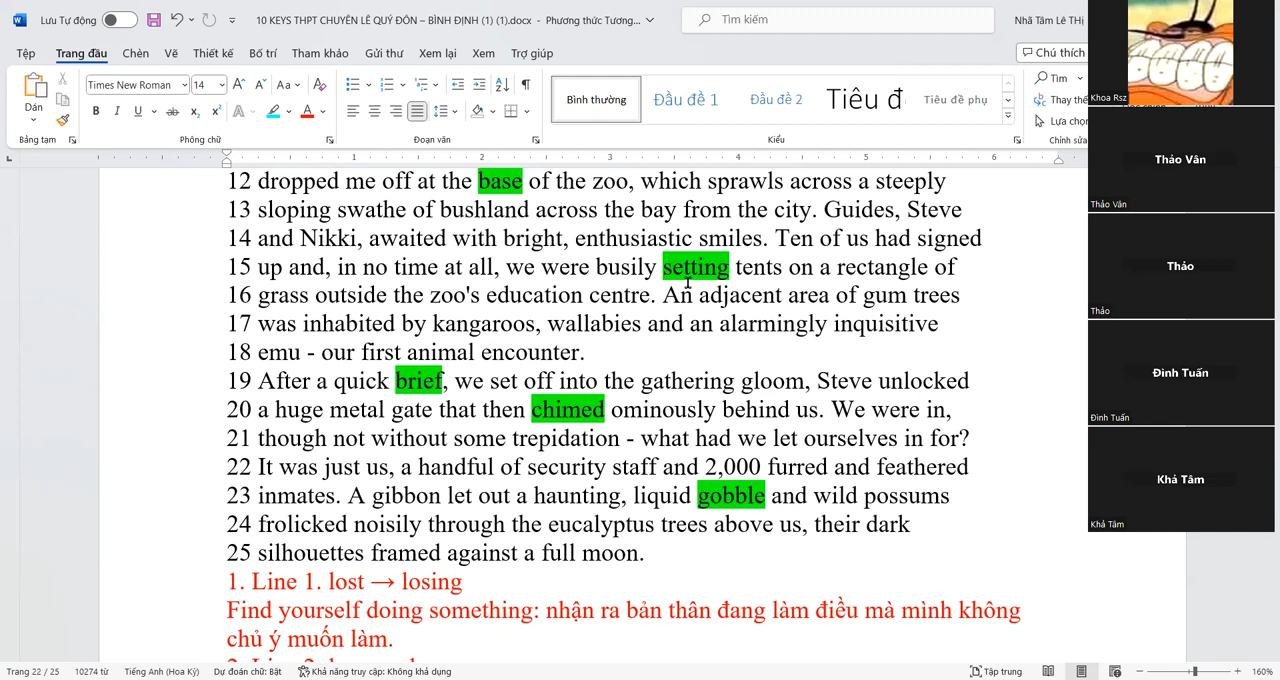 Lưu Tự động
10 KEYS THPT CHUYÊN LÊ QUÝ ĐÔN – BÌNH ĐỊNH (1) (1).docx - Phương thức Tương...
Tìm kiếm
Nhã Tâm Lê THị
Tệp Trang đầu Chèn Vẽ Thiết kế Bố trí Tham khảo Gửi thư Xem lại Xem Trợ giúp
Chú thích
Dán
Times New Roman 14
Bình thường Đầu đề 1 Đầu đề 2 Tiêu đ Tiêu đề phụ
Tìm
Thay thế
Lựa chọn
Bảng tạm Phông chữ Đoạn văn Kiểu Chỉnh sửa
1 2 3 4 5 6
12 dropped me off at the base of the zoo, which sprawls across a steeply
13 sloping swathe of bushland across the bay from the city. Guides, Steve
14 and Nikki, awaited with bright, enthusiastic smiles. Ten of us had signed
15 up and, in no time at all, we were busily setting tents on a rectangle of
16 grass outside the zoo's education centre. An adjacent area of gum trees
17 was inhabited by kangaroos, wallabies and an alarmingly inquisitive
18 emu - our first animal encounter.
19 After a quick brief, we set off into the gathering gloom, Steve unlocked
20 a huge metal gate that then chimed ominously behind us. We were in,
21 though not without some trepidation - what had we let ourselves in for?
22 It was just us, a handful of security staff and 2,000 furred and feathered
23 inmates. A gibbon let out a haunting, liquid gobble and wild possums
24 frolicked noisily through the eucalyptus trees above us, their dark
25 silhouettes framed against a full moon.
1. Line 1. lost → losing
Find yourself doing something: nhận ra bản thân đang làm điều mà mình không
chủ ý muốn làm.
Trang 22 / 25 10274 từ Tiếng Anh (Hoa Kỳ) Dự đoán chữ: Bật Khả năng truy cập: Không khả dụng
Tập trung
160%
Khoa Rsz
Thảo Vân
Thảo Vân
Thảo
Thảo
Đình Tuấn
Đình Tuấn
Khả Tâm
Khả Tâm